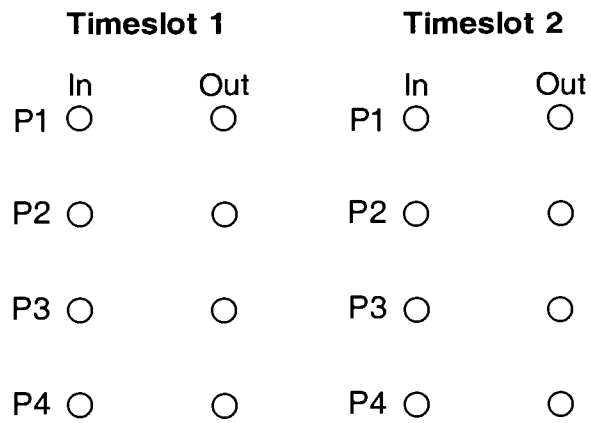 Timeslot 1 Timeslot 2
In Out In Out
P1 P1
P2 P2
P3 P3
P4 P4